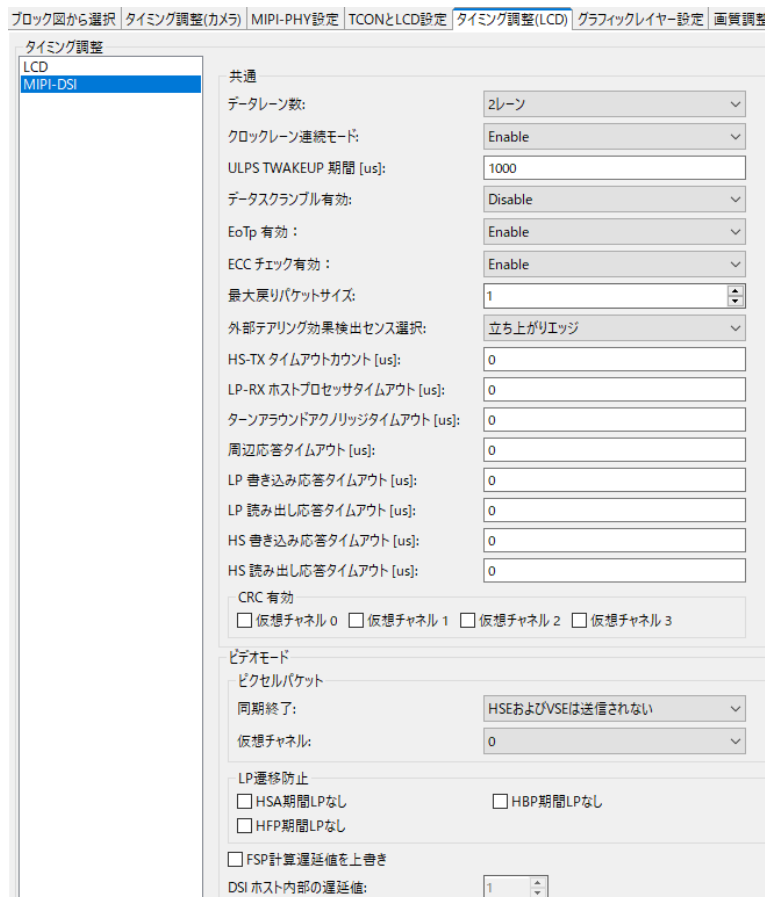 ブロック図から選択 タイミング調整(カメラ) MIPI-PHY設定 TCONとLCD設定 タイミング調整(LCD) グラフィックレイヤー設定 画質調整
タイミング調整
LCD
MIPI-DSI
共通
データレーン数: 2レーン
クロックレーン連続モード: Enable
ULPS TWAKEUP 期間 [us]: 1000
データスクランブル有効: Disable
EoTp 有効： Enable
ECC チェック有効： Enable
最大戻りパケットサイズ: 1
外部テアリング効果検出センス選択: 立ち上がりエッジ
HS-TX タイムアウトカウント [us]: 0
LP-RX ホストプロセッサタイムアウト [us]: 0
ターンアラウンドアクノリッジタイムアウト [us]: 0
周辺応答タイムアウト [us]: 0
LP 書き込み応答タイムアウト [us]: 0
LP 読み出し応答タイムアウト [us]: 0
HS 書き込み応答タイムアウト [us]: 0
HS 読み出し応答タイムアウト [us]: 0
CRC 有効
仮想チャネル 0 仮想チャネル 1 仮想チャネル 2 仮想チャネル 3
ビデオモード
ピクセルパケット
同期終了: HSEおよびVSEは送信されない
仮想チャネル: 0
LP遷移防止
HSA期間LPなし HBP期間LPなし
HFP期間LPなし
FSP計算遅延値を上書き
DSI ホスト内部の遅延値: 1